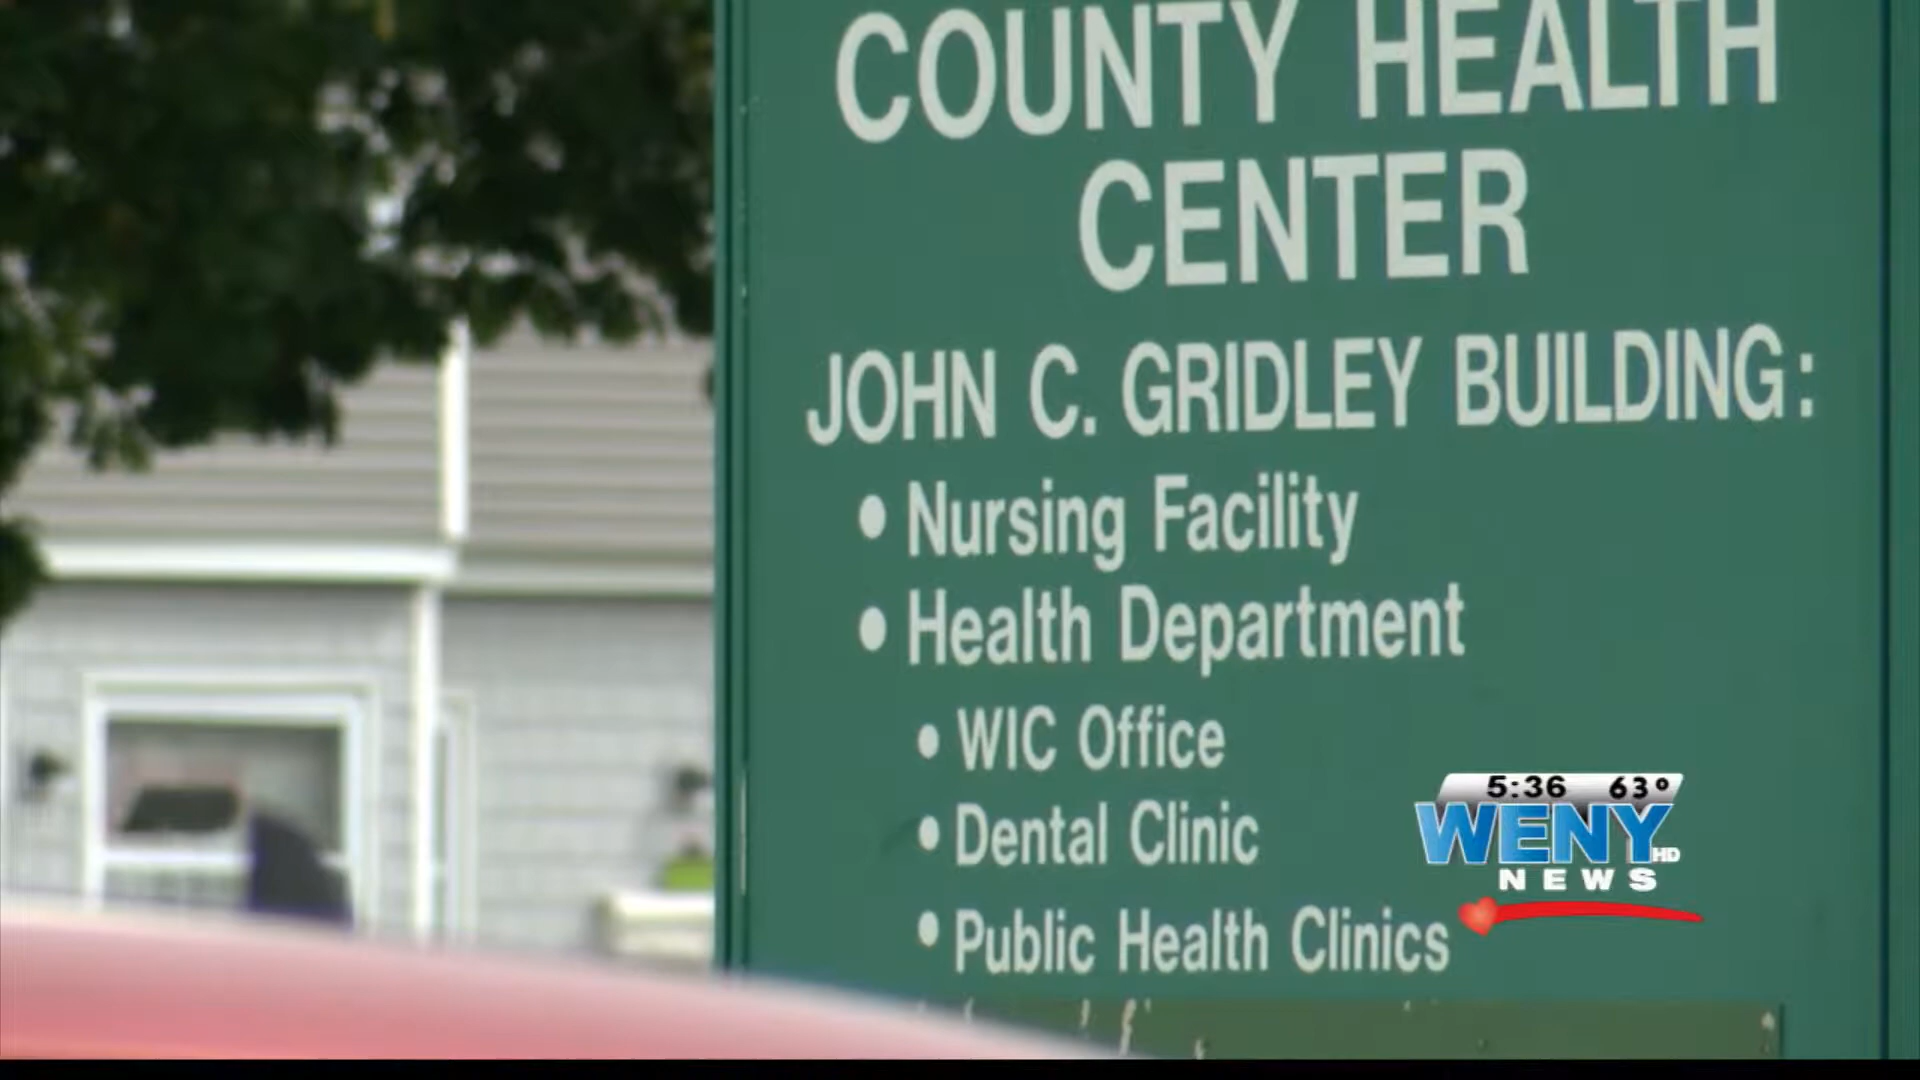 COUNTY HEALTH
CENTER
JOHN C. GRIDLEY BUILDING:
• Nursing Facility
• Health Department
• WIC Office
• Dental Clinic
• Public Health Clinics
5:36 63°
WENY HD
NEWS